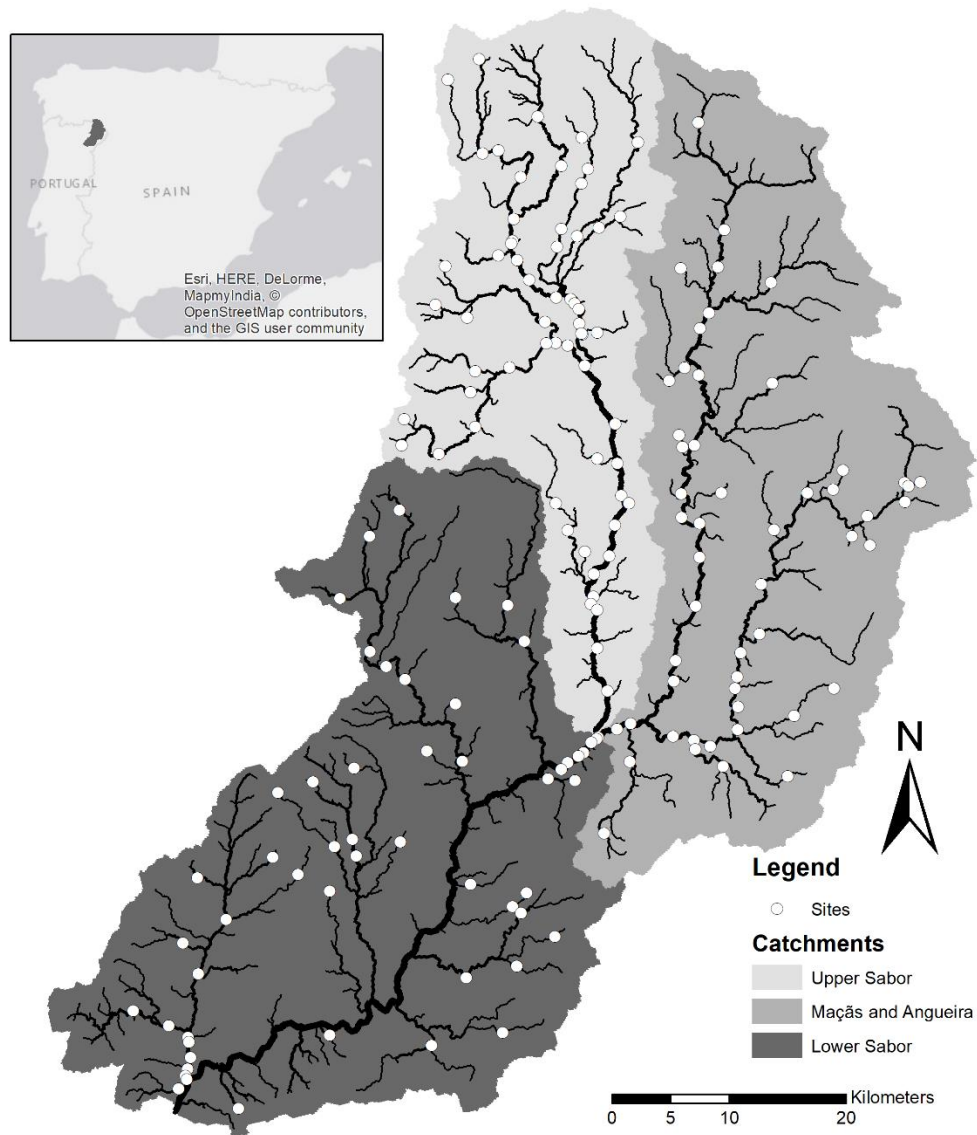 PORTUGAL
SPAIN
Esri, HERE, DeLorme,
MapmyIndia, ©
OpenStreetMap contributors,
and the GIS user community
N
Legend
Sites
Catchments
Upper Sabor
Maçãs and Angueira
Lower Sabor
Kilometers
0 5 10 20